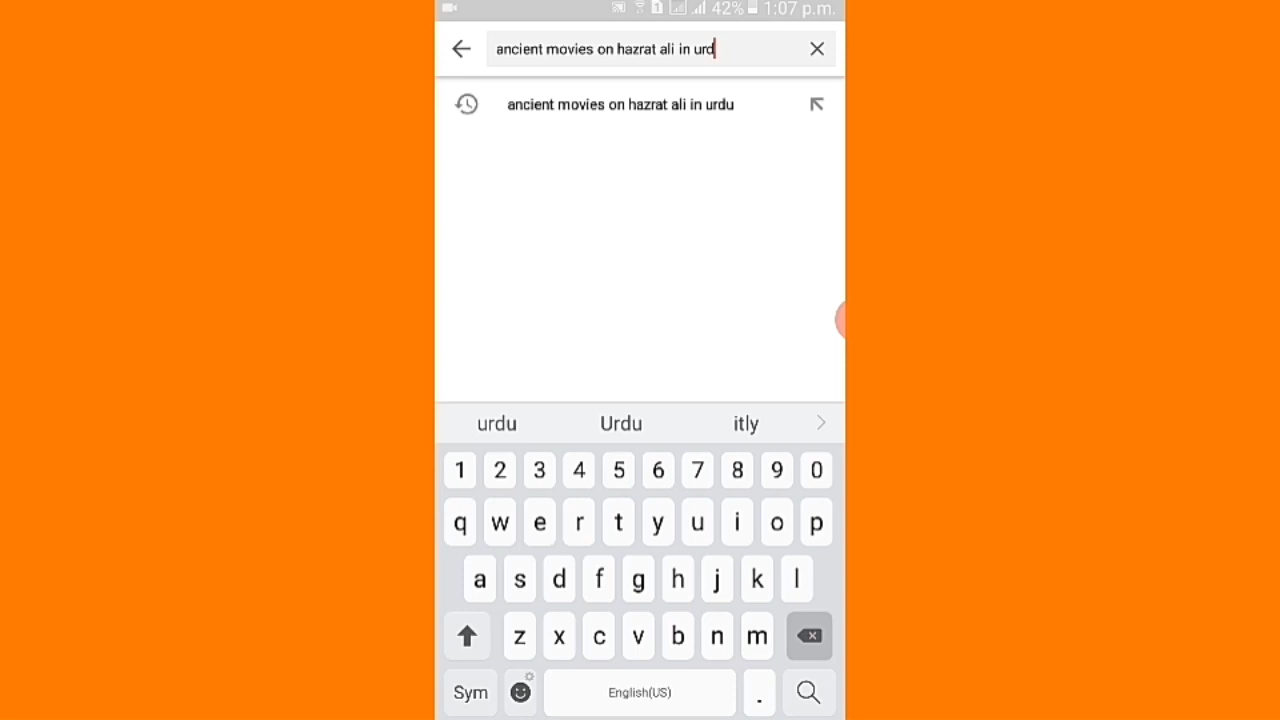 1 42% 1:07 p.m.
ancient movies on hazrat ali in urd
ancient movies on hazrat ali in urdu
urdu Urdu itly
1 2 3 4 5 6 7 8 9 0
q w e r t y u i o p
a s d f g h j k l
z x c v b n m
Sym English(US) .